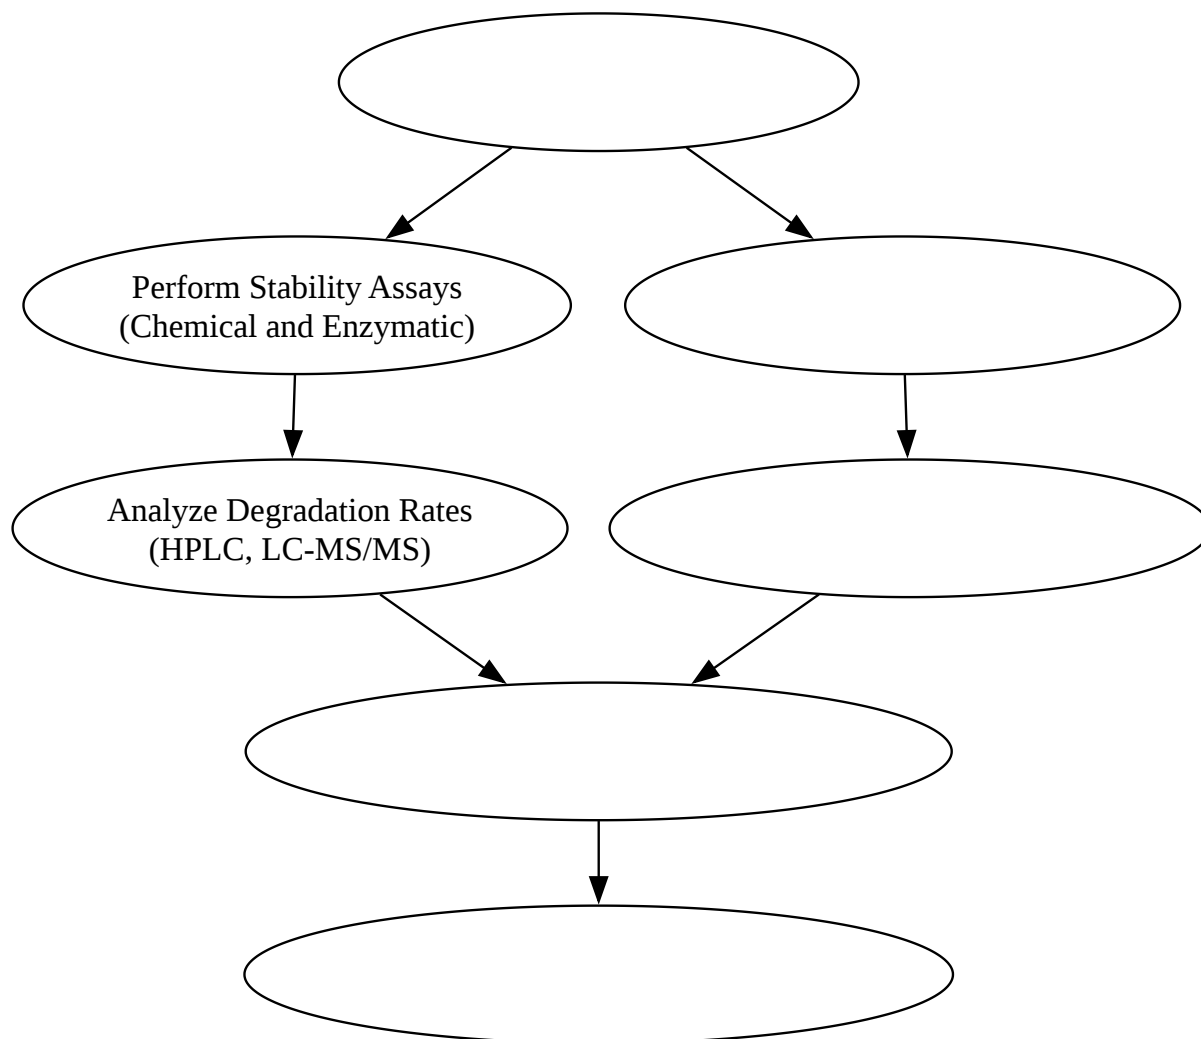 Perform Stability Assays
(Chemical and Enzymatic)
Analyze Degradation Rates
(HPLC, LC-MS/MS)